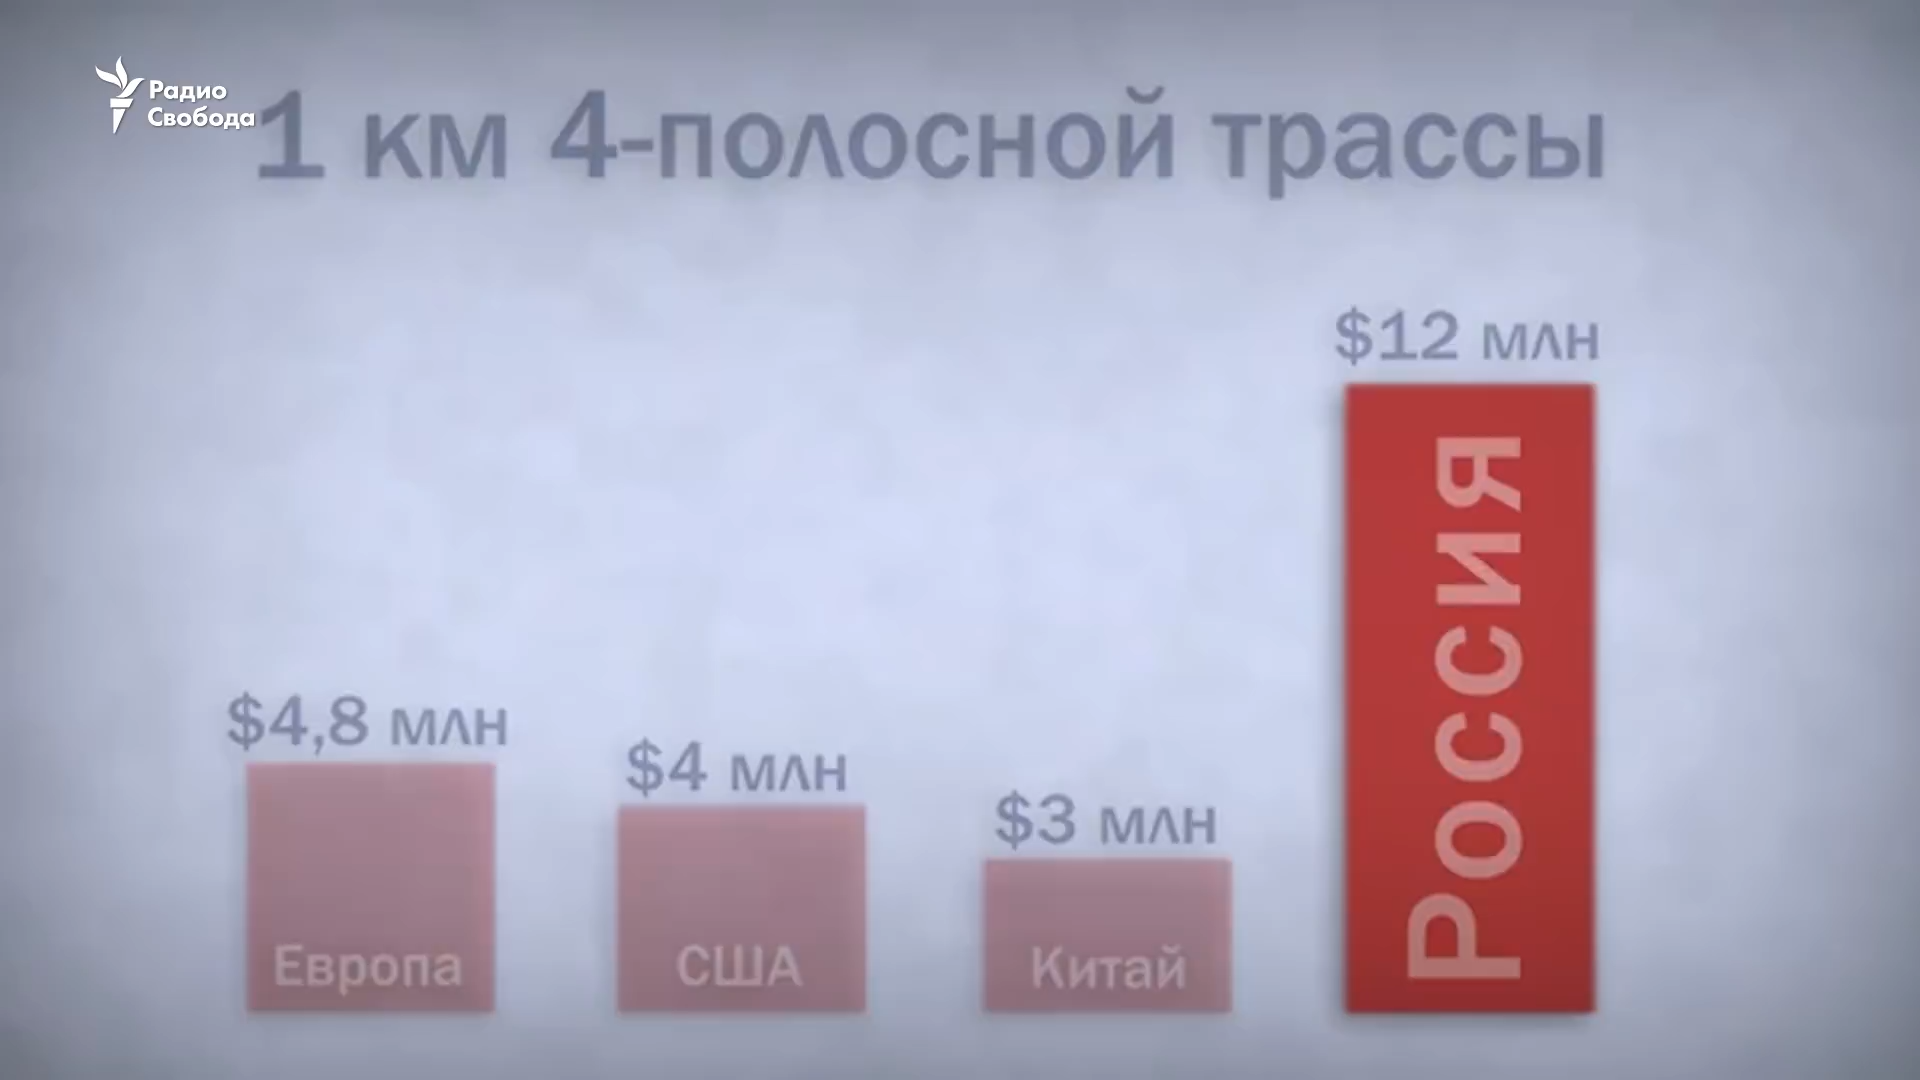 Радио
Свобода
1 км 4-полосной трассы
$12 млн
$4,8 млн
$4 млн
$3 млн
Европа
США
Китай
Россия